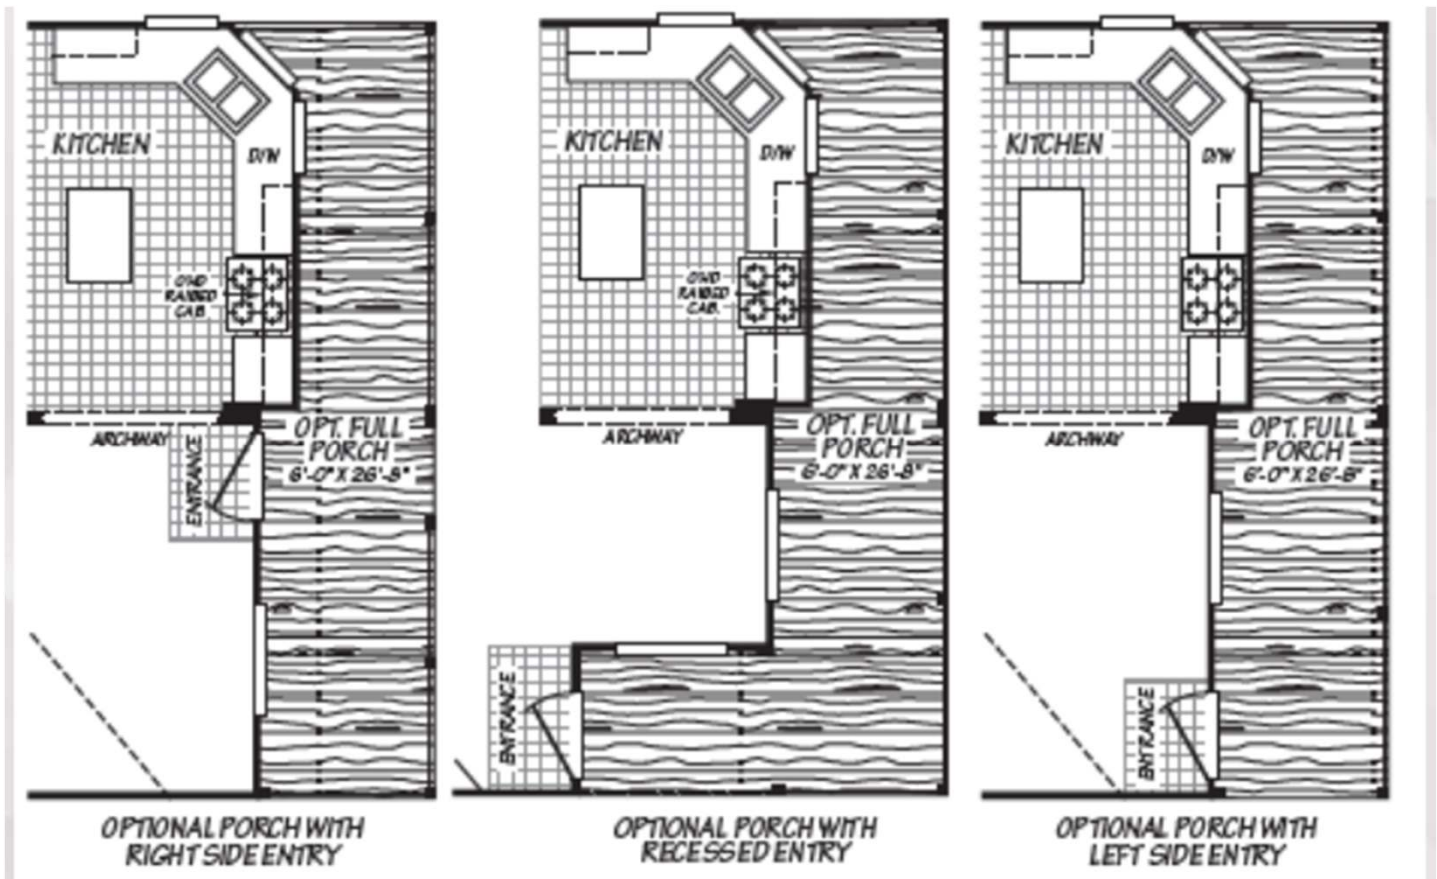 KITCHEN
D/W
OHD
RAISED
CAB.
ARCHWAY
ENTRANCE
OPT. FULL
PORCH
6'-0" X 26'-8"
OPTIONAL PORCH WITH
RIGHT SIDE ENTRY
KITCHEN
D/W
OHD
RAISED
CAB.
ARCHWAY
OPT. FULL
PORCH
6'-0" X 26'-8"
ENTRANCE
OPTIONAL PORCH WITH
RECESSED ENTRY
KITCHEN
D/W
ARCHWAY
OPT. FULL
PORCH
6'-0" X 26'-8"
ENTRANCE
OPTIONAL PORCH WITH
LEFT SIDE ENTRY